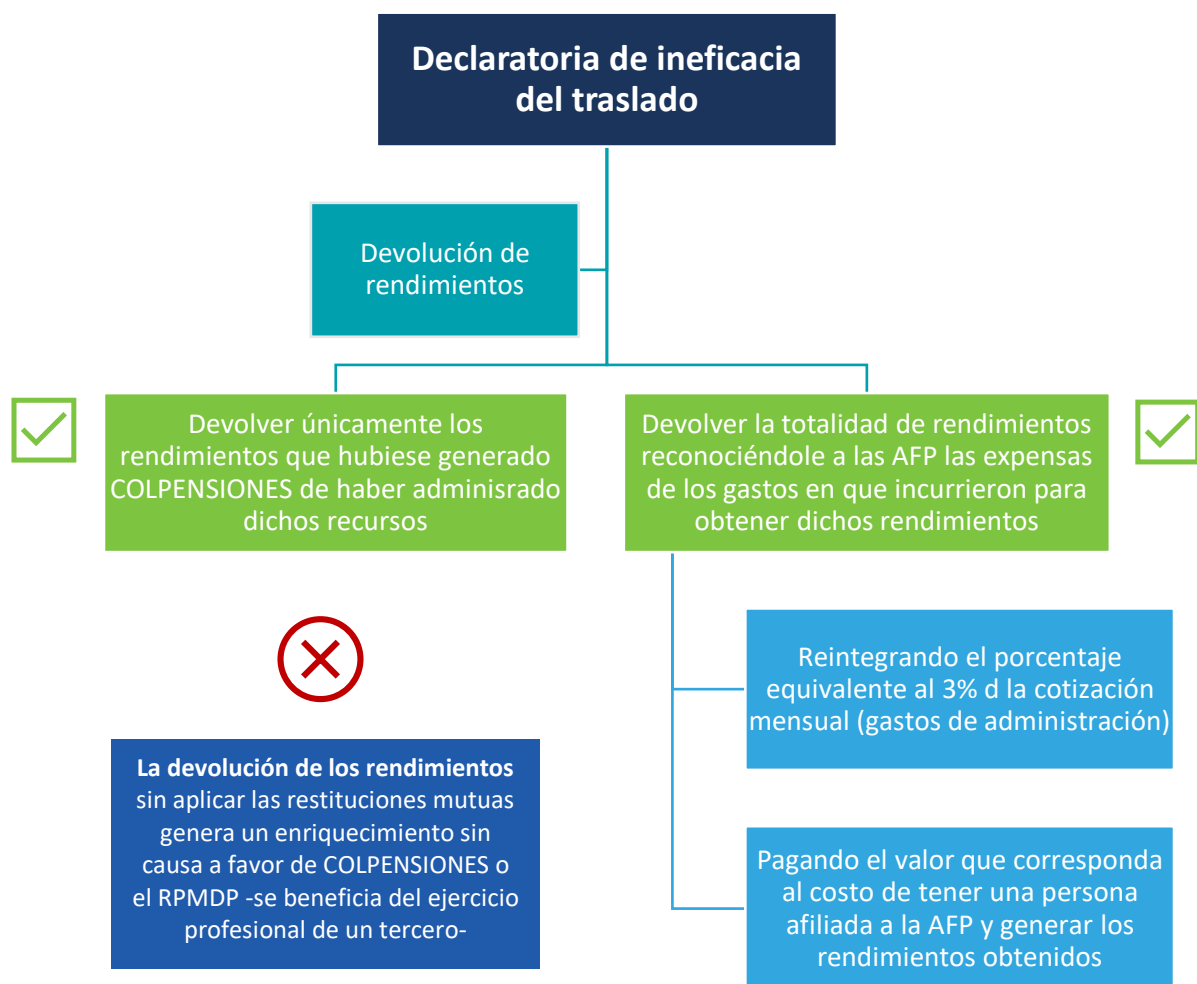 Declaratoria de ineficacia
del traslado
Devolución de
rendimientos
Devolver únicamente los
rendimientos que hubiese generado
COLPENSIONES de haber adminisrado
dichos recursos
Devolver la totalidad de rendimientos
reconociéndole a las AFP las expensas
de los gastos en que incurrieron para
obtener dichos rendimientos
La devolución de los rendimientos
sin aplicar las restituciones mutuas
genera un enriquecimiento sin
causa a favor de COLPENSIONES o
el RPMDP -se beneficia del ejercicio
profesional de un tercero-
Reintegrando el porcentaje
equivalente al 3% d la cotización
mensual (gastos de administración)
Pagando el valor que corresponda
al costo de tener una persona
afiliada a la AFP y generar los
rendimientos obtenidos